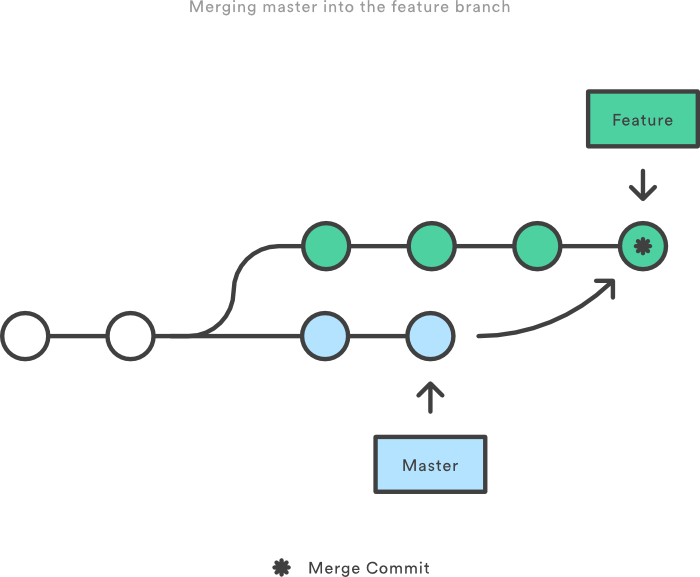 Merging master into the feature branch
Feature
Master
Merge Commit